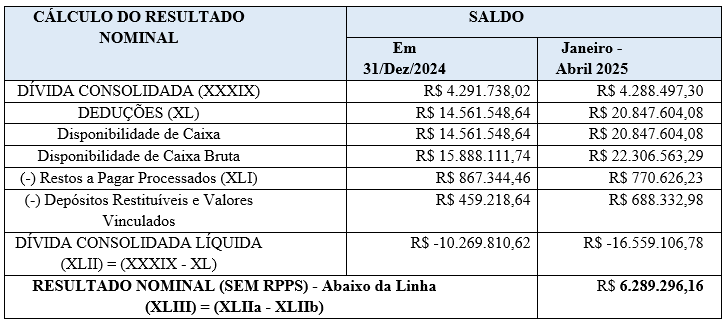 CÁLCULO DO RESULTADO
NOMINAL
SALDO
Em
31/Dez/2024
Janeiro -
Abril 2025
DÍVIDA CONSOLIDADA (XXXIX) R$ 4.291.738,02 R$ 4.288.497,30
DEDUÇÕES (XL) R$ 14.561.548,64 R$ 20.847.604,08
Disponibilidade de Caixa R$ 14.561.548,64 R$ 20.847.604,08
Disponibilidade de Caixa Bruta R$ 15.888.111,74 R$ 22.306.563,29
(-) Restos a Pagar Processados (XLI) R$ 867.344,46 R$ 770.626,23
(-) Depósitos Restituíveis e Valores R$ 459.218,64 R$ 688.332,98
Vinculados
DÍVIDA CONSOLIDADA LÍQUIDA R$ -10.269.810,62 R$ -16.559.106,78
(XLII) = (XXXIX - XL)
RESULTADO NOMINAL (SEM RPPS) - Abaixo da Linha R$ 6.289.296,16
(XLIII) = (XLIIa - XLIIb)